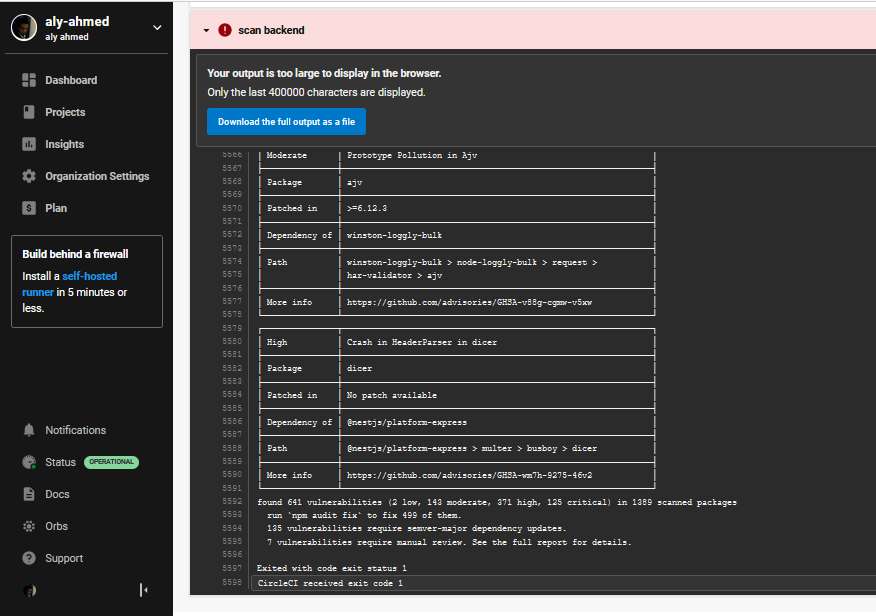 aly-ahmed
aly ahmed
Dashboard
Projects
Insights
Organization Settings
Plan
Build behind a firewall
Install a self-hosted
runner in 5 minutes or
less.
Notifications
Status OPERATIONAL
Docs
Orbs
Support
scan backend
Your output is too large to display in the browser.
Only the last 400000 characters are displayed.
Download the full output as a file
5566 Moderate Prototype Pollution in Ajv
5567
5568 Package ajv
5569
5570 Patched in >=6.12.3
5571
5572 Dependency of winston-loggly-bulk
5573
5574 Path winston-loggly-bulk > node-loggly-bulk > request >
5575 har-validator > ajv
5576
5577 More info https://github.com/advisories/GHSA-v88g-cgmw-v5xw
5578
5579
5580 High Crash in HeaderParser in dicer
5581
5582 Package dicer
5583
5584 Patched in No patch available
5585
5586 Dependency of @nestjs/platform-express
5587
5588 Path @nestjs/platform-express > multer > busboy > dicer
5589
5590 More info https://github.com/advisories/GHSA-wm7h-9275-46v2
5591
5592 found 641 vulnerabilities (2 low, 143 moderate, 371 high, 125 critical) in 1389 scanned packages
5593 run `npm audit fix` to fix 499 of them.
5594 135 vulnerabilities require semver-major dependency updates.
5595 7 vulnerabilities require manual review. See the full report for details.
5596
5597 Exited with code exit status 1
5598 CircleCI received exit code 1